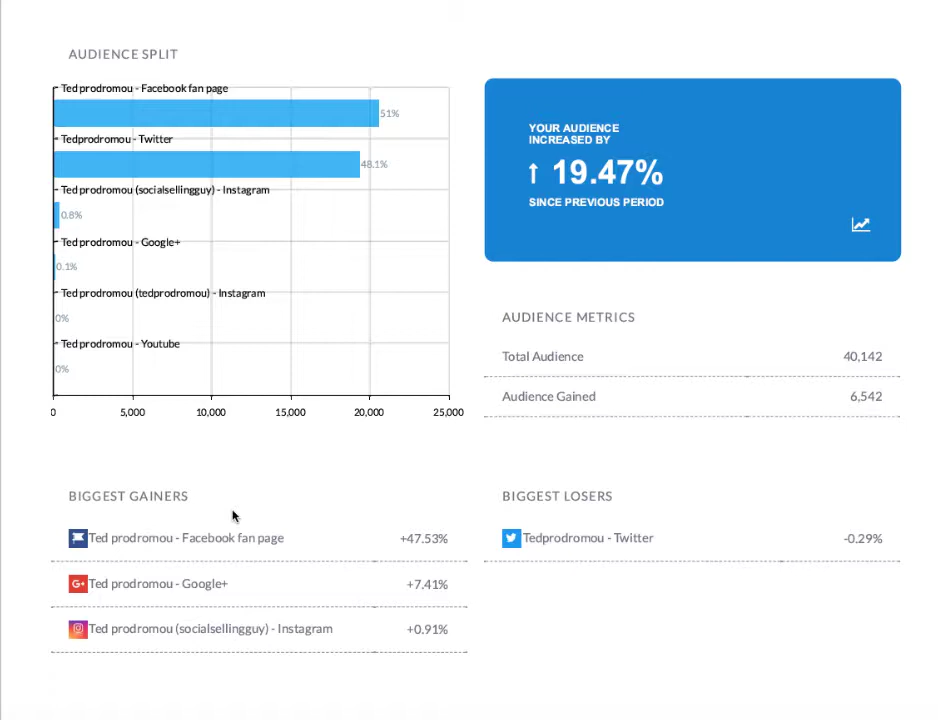 AUDIENCE SPLIT
Ted prodromou - Facebook fan page
51%
Tedprodromou - Twitter
48.1%
Ted prodromou (socialsellingguy) - Instagram
0.8%
Ted prodromou - Google+
0.1%
Ted prodromou (tedprodromou) - Instagram
0%
Ted prodromou - Youtube
0%
0 5,000 10,000 15,000 20,000 25,000
YOUR AUDIENCE
INCREASED BY
↑ 19.47%
SINCE PREVIOUS PERIOD
AUDIENCE METRICS
Total Audience 40,142
Audience Gained 6,542
BIGGEST GAINERS
Ted prodromou - Facebook fan page +47.53%
G+ Ted prodromou - Google+ +7.41%
Ted prodromou (socialsellingguy) - Instagram +0.91%
BIGGEST LOSERS
Tedprodromou - Twitter -0.29%